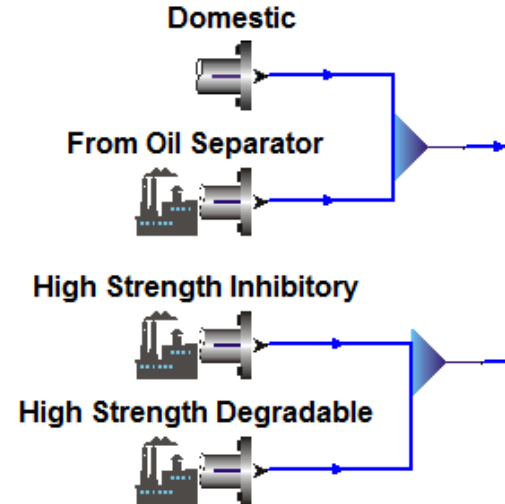 Domestic
From Oil Separator
High Strength Inhibitory
High Strength Degradable